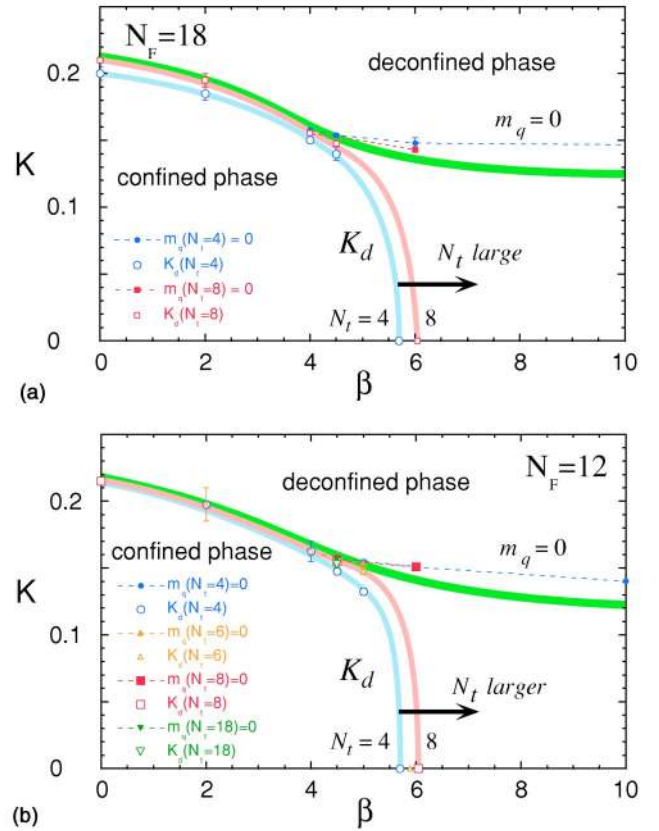 N_F=18
deconfined phase
0.2
m_q = 0
K
confined phase
0.1
m_q(N_t=4) = 0
K_d(N_t=4)
m_q(N_t=8) = 0
K_d(N_t=8)
K_d
N_t large
N_t = 4
8
0
0 2 4 6 8 10
β
(a)
N_F=12
deconfined phase
0.2
m_q = 0
K
confined phase
0.1
m_q(N_t=4)=0
K_d(N_t=4)
m_q(N_t=6)=0
K_d(N_t=6)
m_q(N_t=8)=0
K_d(N_t=8)
m_q(N_t=18)=0
K_d(N_t=18)
K_d
N_t larger
N_t = 4
8
0
0 2 4 6 8 10
β
(b)